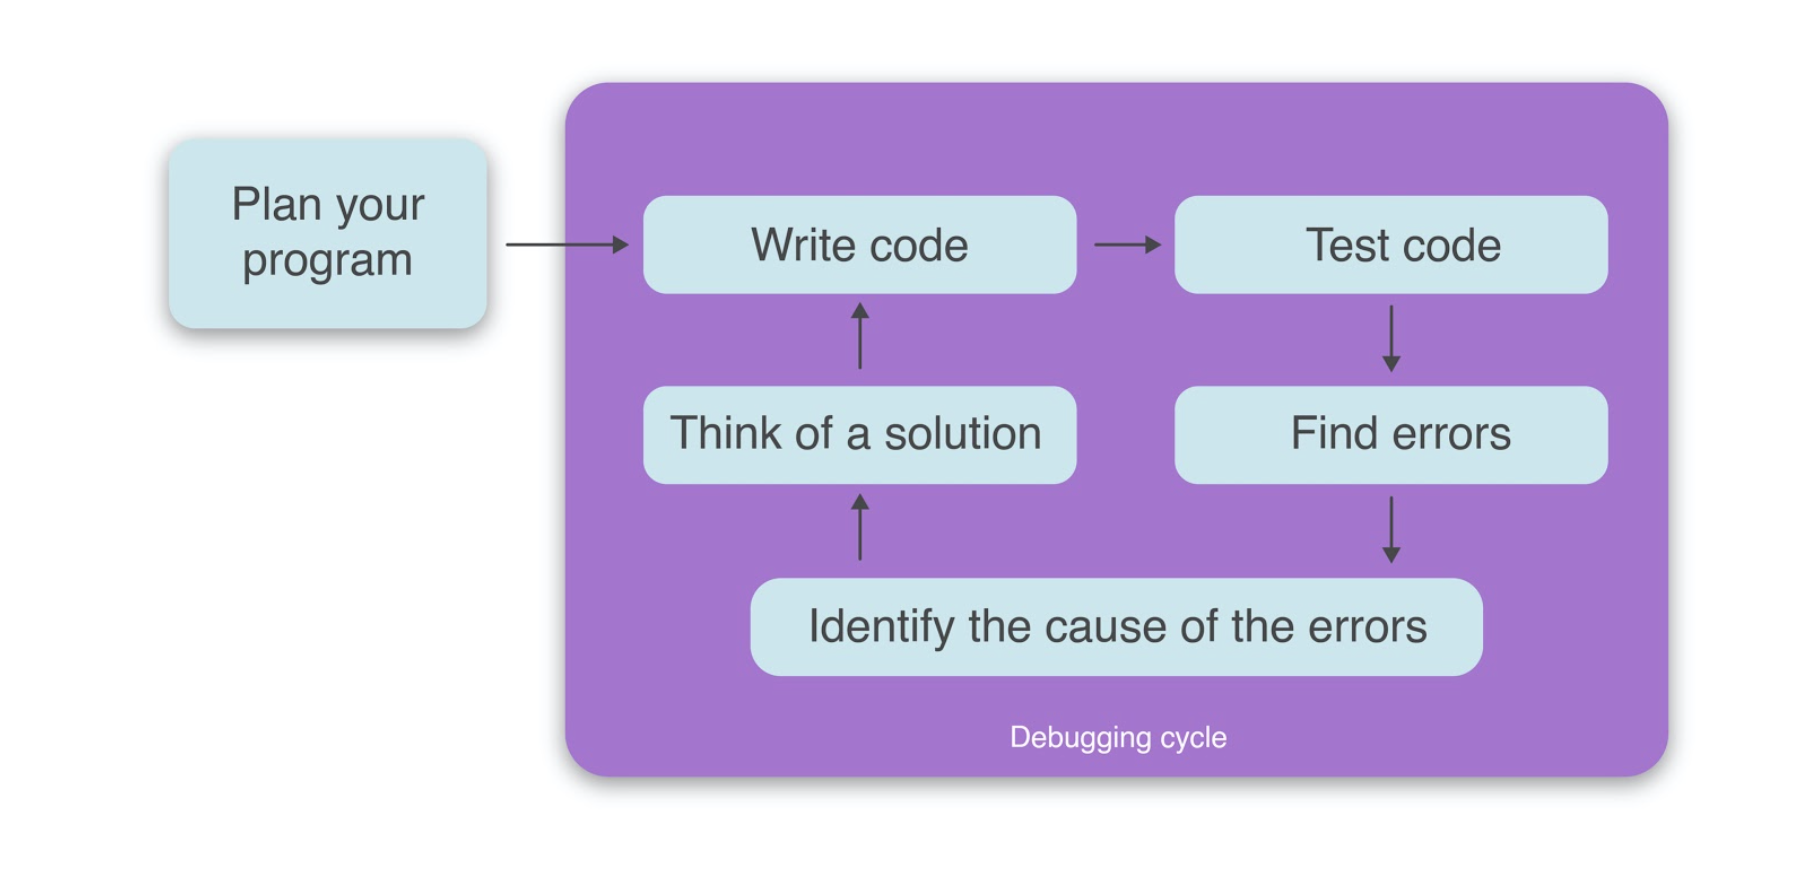 Plan your
program
Write code
Test code
Think of a solution
Find errors
Identify the cause of the errors
Debugging cycle